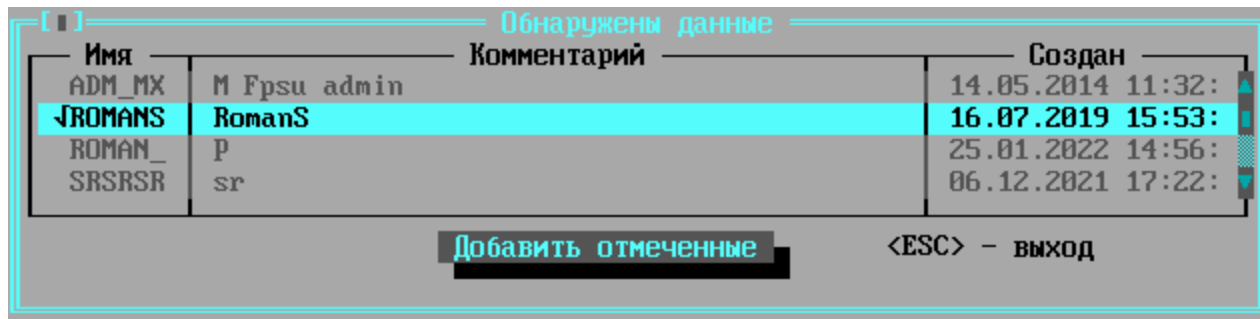 Обнаружены данные
Имя Комментарий Создан
ADM_MX M Fpsu admin 14.05.2014 11:32:
√ROMANS RomanS 16.07.2019 15:53:
ROMAN_ P 25.01.2022 14:56:
SRSRSR sr 06.12.2021 17:22:
Добавить отмеченные <ESC> - выход